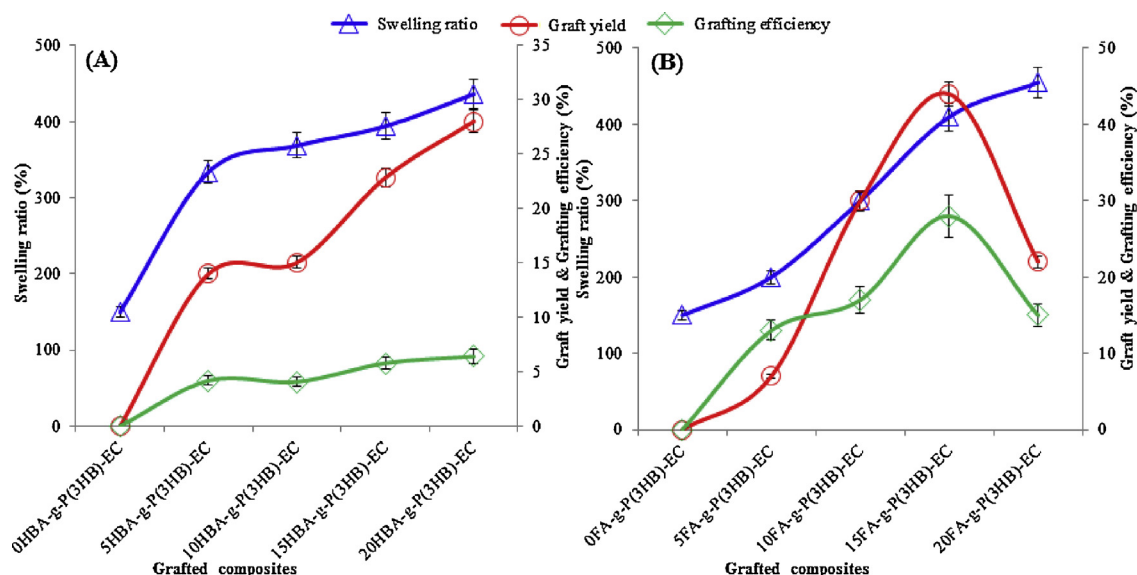 Swelling ratio Graft yield Grafting efficiency
(A)
500
400
300
200
100
0
Swelling ratio (%)
35
30
25
20
15
10
5
0
Graft yield & Grafting efficiency (%)
0HBA-g-P(3HB)-EC
5HBA-g-P(3HB)-EC
10HBA-g-P(3HB)-EC
15HBA-g-P(3HB)-EC
20HBA-g-P(3HB)-EC
Grafted composites
(B)
500
400
300
200
100
0
Swelling ratio (%)
50
40
30
20
10
0
Graft yield & Grafting efficiency (%)
0FA-g-P(3HB)-EC
5FA-g-P(3HB)-EC
10FA-g-P(3HB)-EC
15FA-g-P(3HB)-EC
20FA-g-P(3HB)-EC
Grafted composites